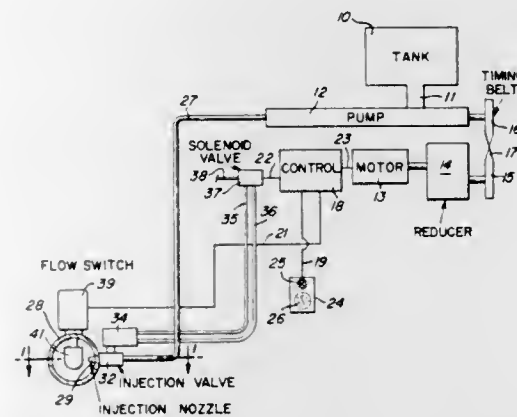 10
TANK
11
TIMING
BELT
12
PUMP
16
27
17
SOLENOID
VALVE
22
23
38
CONTROL
MOTOR
14
37
18
13
15
35
36
REDUCER
21
19
FLOW SWITCH
25
39
24
26
28
34
41
1
1
32
INJECTION VALVE
29
INJECTION NOZZLE